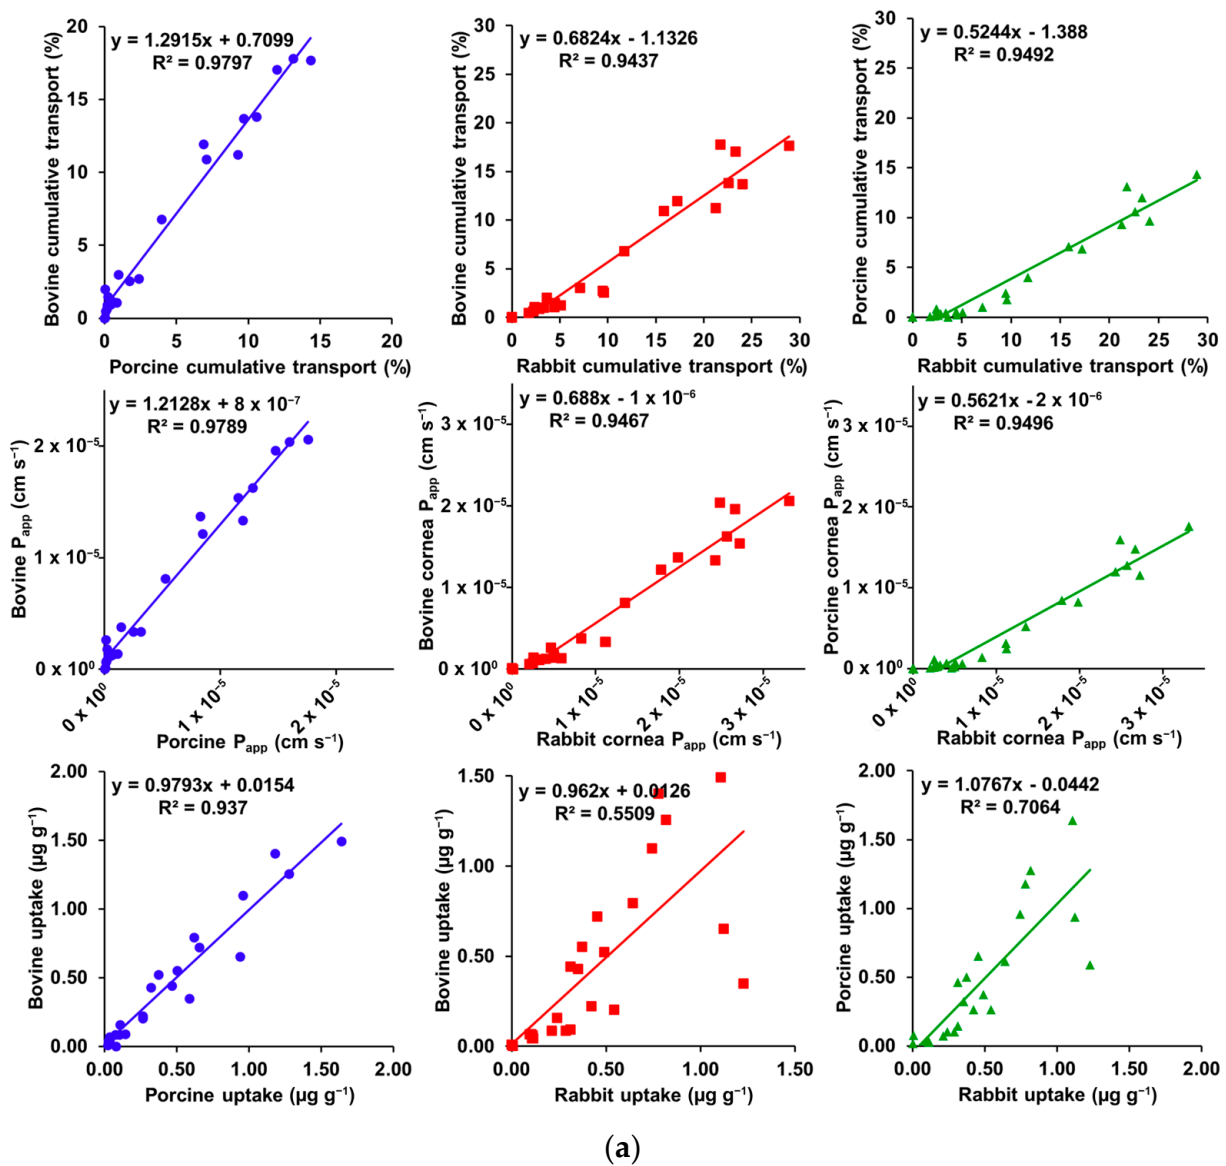 y = 1.2915x + 0.7099
R² = 0.9797
Bovine cumulative transport (%)
20
15
10
5
0
0 5 10 15 20
Porcine cumulative transport (%)
y = 0.6824x - 1.1326
R² = 0.9437
Bovine cumulative transport (%)
30
25
20
15
10
5
0
0 5 10 15 20 25 30
Rabbit cumulative transport (%)
y = 0.5244x - 1.388
R² = 0.9492
Porcine cumulative transport (%)
30
25
20
15
10
5
0
0 5 10 15 20 25 30
Rabbit cumulative transport (%)
y = 1.2128x + 8 x 10⁻⁷
R² = 0.9789
Bovine Papp (cm s⁻¹)
2 x 10⁻⁵
1 x 10⁻⁵
0 x 10⁰
0 x 10⁰ 1 x 10⁻⁵ 2 x 10⁻⁵
Porcine Papp (cm s⁻¹)
y = 0.688x - 1 x 10⁻⁶
R² = 0.9467
Bovine cornea Papp (cm s⁻¹)
3 x 10⁻⁵
2 x 10⁻⁵
1 x 10⁻⁵
0 x 10⁰
0 x 10⁰ 1 x 10⁻⁵ 2 x 10⁻⁵ 3 x 10⁻⁵
Rabbit cornea Papp (cm s⁻¹)
y = 0.5621x - 2 x 10⁻⁶
R² = 0.9496
Porcine cornea Papp (cm s⁻¹)
3 x 10⁻⁵
2 x 10⁻⁵
1 x 10⁻⁵
0 x 10⁰
0 x 10⁰ 1 x 10⁻⁵ 2 x 10⁻⁵ 3 x 10⁻⁵
Rabbit cornea Papp (cm s⁻¹)
y = 0.9793x + 0.0154
R² = 0.937
Bovine uptake (µg g⁻¹)
2.00
1.50
1.00
0.50
0.00
0.00 0.50 1.00 1.50 2.00
Porcine uptake (µg g⁻¹)
y = 0.962x + 0.0126
R² = 0.5509
Bovine uptake (µg g⁻¹)
1.50
1.00
0.50
0.00
0.00 0.50 1.00 1.50
Rabbit uptake (µg g⁻¹)
y = 1.0767x - 0.0442
R² = 0.7064
Porcine uptake (µg g⁻¹)
2.00
1.50
1.00
0.50
0.00
0.00 0.50 1.00 1.50 2.00
Rabbit uptake (µg g⁻¹)
(a)